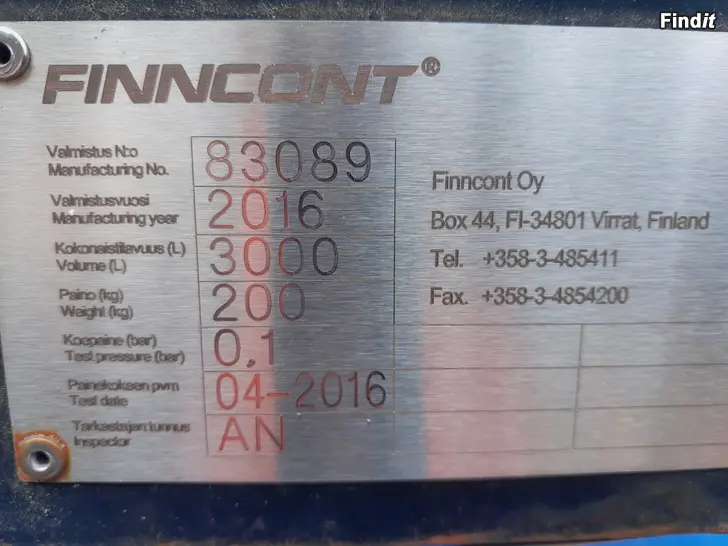 Findit
FINNCONT®
Valmistus N:o
Manufacturing No.
83089
Valmistusvuosi
Manufacturing year
2016
Kokonaistilavuus (L)
Volume (L)
3000
Paino (kg)
Weight (kg)
200
Koepaine (bar)
Test pressure (bar)
0,1
Painekokeen pvm
Test date
04-2016
Tarkastajan tunnus
Inspector
AN
Finncont Oy
Box 44, FI-34801 Virrat, Finland
Tel. +358-3-485411
Fax. +358-3-4854200